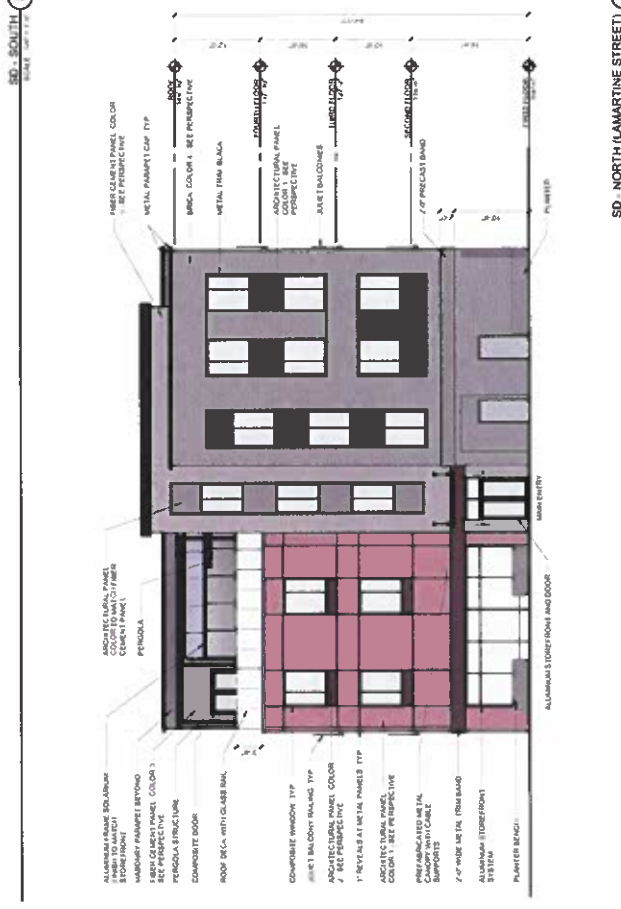 SD - SOUTH
FIBER CEMENT PANEL COLOR
SEE PERSPECTIVE
METAL PARAPET CAP TYP
ROOF
BRICK COLOR 4 SEE PERSPECTIVE
METAL TRIM BLACK
FOURTH FLOOR
ARCHITECTURAL PANEL
COLOR 1 SEE
PERSPECTIVE
JULIET BALCONIES
THIRD FLOOR
SECOND FLOOR
PRECAST BAND
FIRST FLOOR
PLANTER
ARCHITECTURAL PANEL
COLOR TO MATCH FIBER
CEMENT PANEL
PERGOLA
MAIN ENTRY
ALUMINUM STOREFRONT AND DOOR
ALUMINUM FRAME SOLARIUM
FINISH TO MATCH
STOREFRONT
MASONRY PARAPET BEYOND
FIBER CEMENT PANEL COLOR 3
SEE PERSPECTIVE
PERGOLA STRUCTURE
COMPOSITE DOOR
ROOF DECK WITH GLASS RAIL
COMPOSITE WINDOW TYP
JULIET BALCONY RAILING TYP
ARCHITECTURAL PANEL COLOR
SEE PERSPECTIVE
1" REVEALS AT METAL PANELS TYP
ARCHITECTURAL PANEL
COLOR 1 SEE PERSPECTIVE
PREFABRICATED METAL
CANOPY WITH CABLE
SUPPORTS
WIDE METAL TRIM BAND
ALUMINUM STOREFRONT
SYSTEM
PLANTER BENCH
SD - NORTH (LAMARTINE STREET)